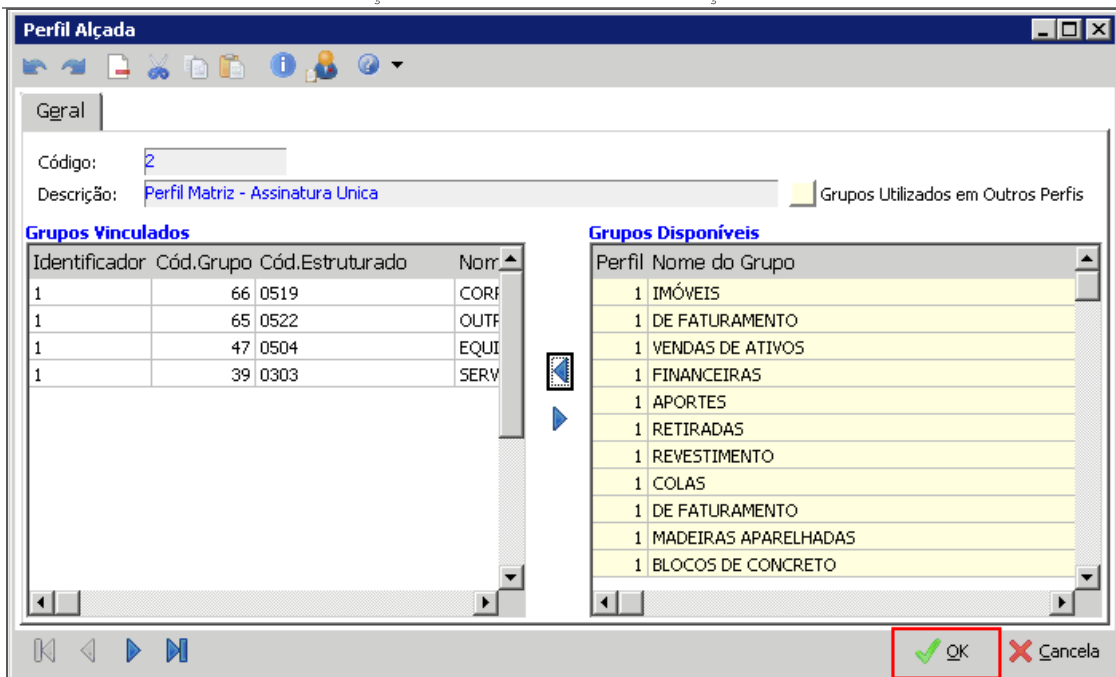 Perfil Alçada
Geral
Código: 2
Descrição: Perfil Matriz - Assinatura Unica
Grupos Utilizados em Outros Perfis
Grupos Vinculados
Identificador Cód.Grupo Cód.Estruturado
1 66 0519
1 65 0522 OUTR
1 47 0504 EQUI
1 39 0303 SERV
Grupos Disponíveis
Perfil Nome do Grupo
1 IMÓVEIS
1 DE FATURAMENTO
1 VENDAS DE ATIVOS
1 FINANCEIRAS
1 APORTES
1 RETIRADAS
1 REVESTIMENTO
1 COLAS
1 DE FATURAMENTO
1 MADEIRAS APARELHADAS
1 BLOCOS DE CONCRETO
OK
Cancela